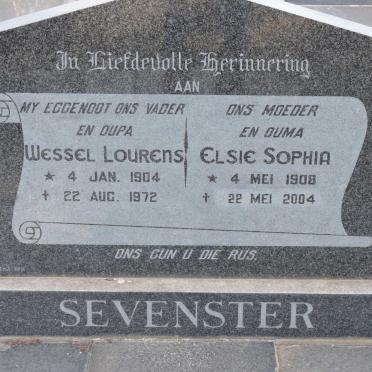 In Liefdevolle Herinnering
AAN
MY EGGENOOT ONS VADER
EN OUPA
WESSEL LOURENS
★ 4 JAN. 1904
✝ 22 AUG. 1972
ONS MOEDER
EN OUMA
ELSIE SOPHIA
★ 4 MEI 1908
✝ 22 MEI 2004
ONS GUN U DIE RUS.
SEVENSTER